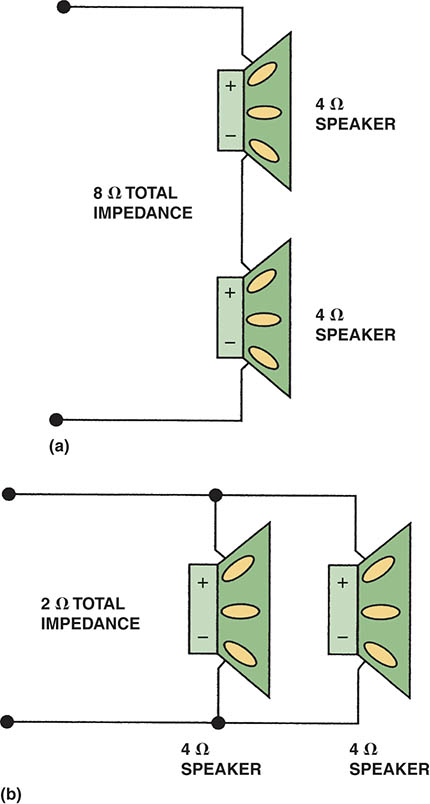 +
4 Ω
SPEAKER
−
8 Ω TOTAL
IMPEDANCE
+
4 Ω
SPEAKER
−
(a)
+
+
2 Ω TOTAL
IMPEDANCE
−
−
4 Ω
SPEAKER
4 Ω
SPEAKER
(b)